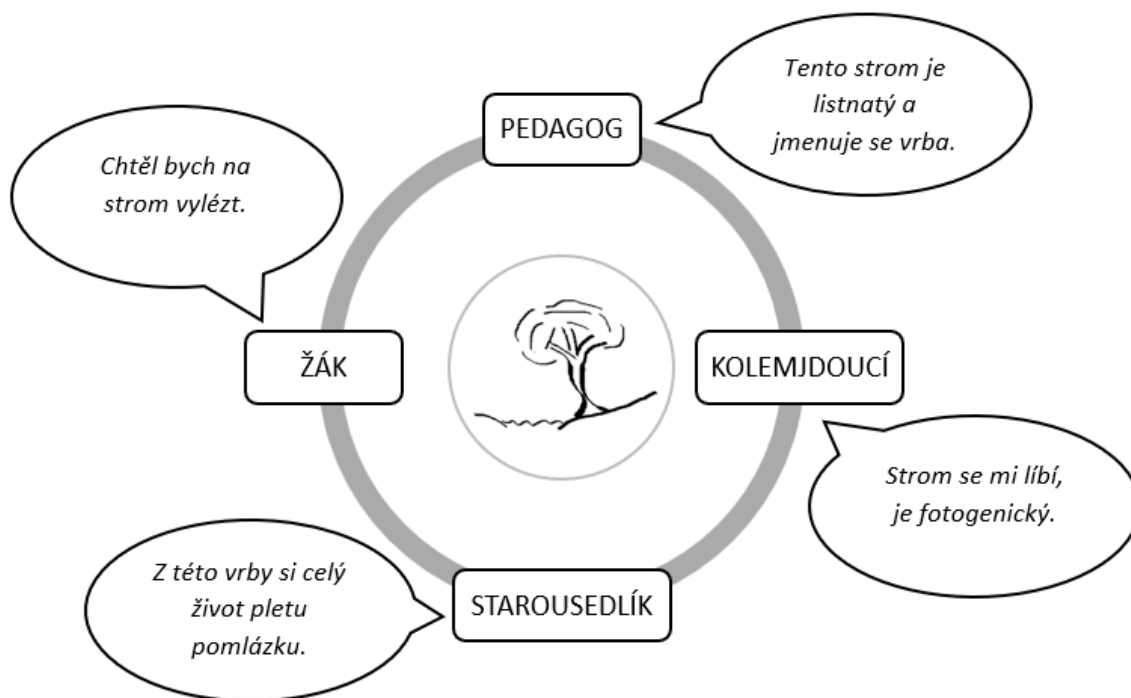 Tento strom je
listnatý a
jmenuje se vrba.
PEDAGOG
Chtěl bych na
strom vylézt.
ŽÁK
KOLEMJDOUCÍ
Strom se mi líbí,
je fotogenický.
Z této vrby si celý
život pletu
pomlázku.
STAROUSEDLÍK